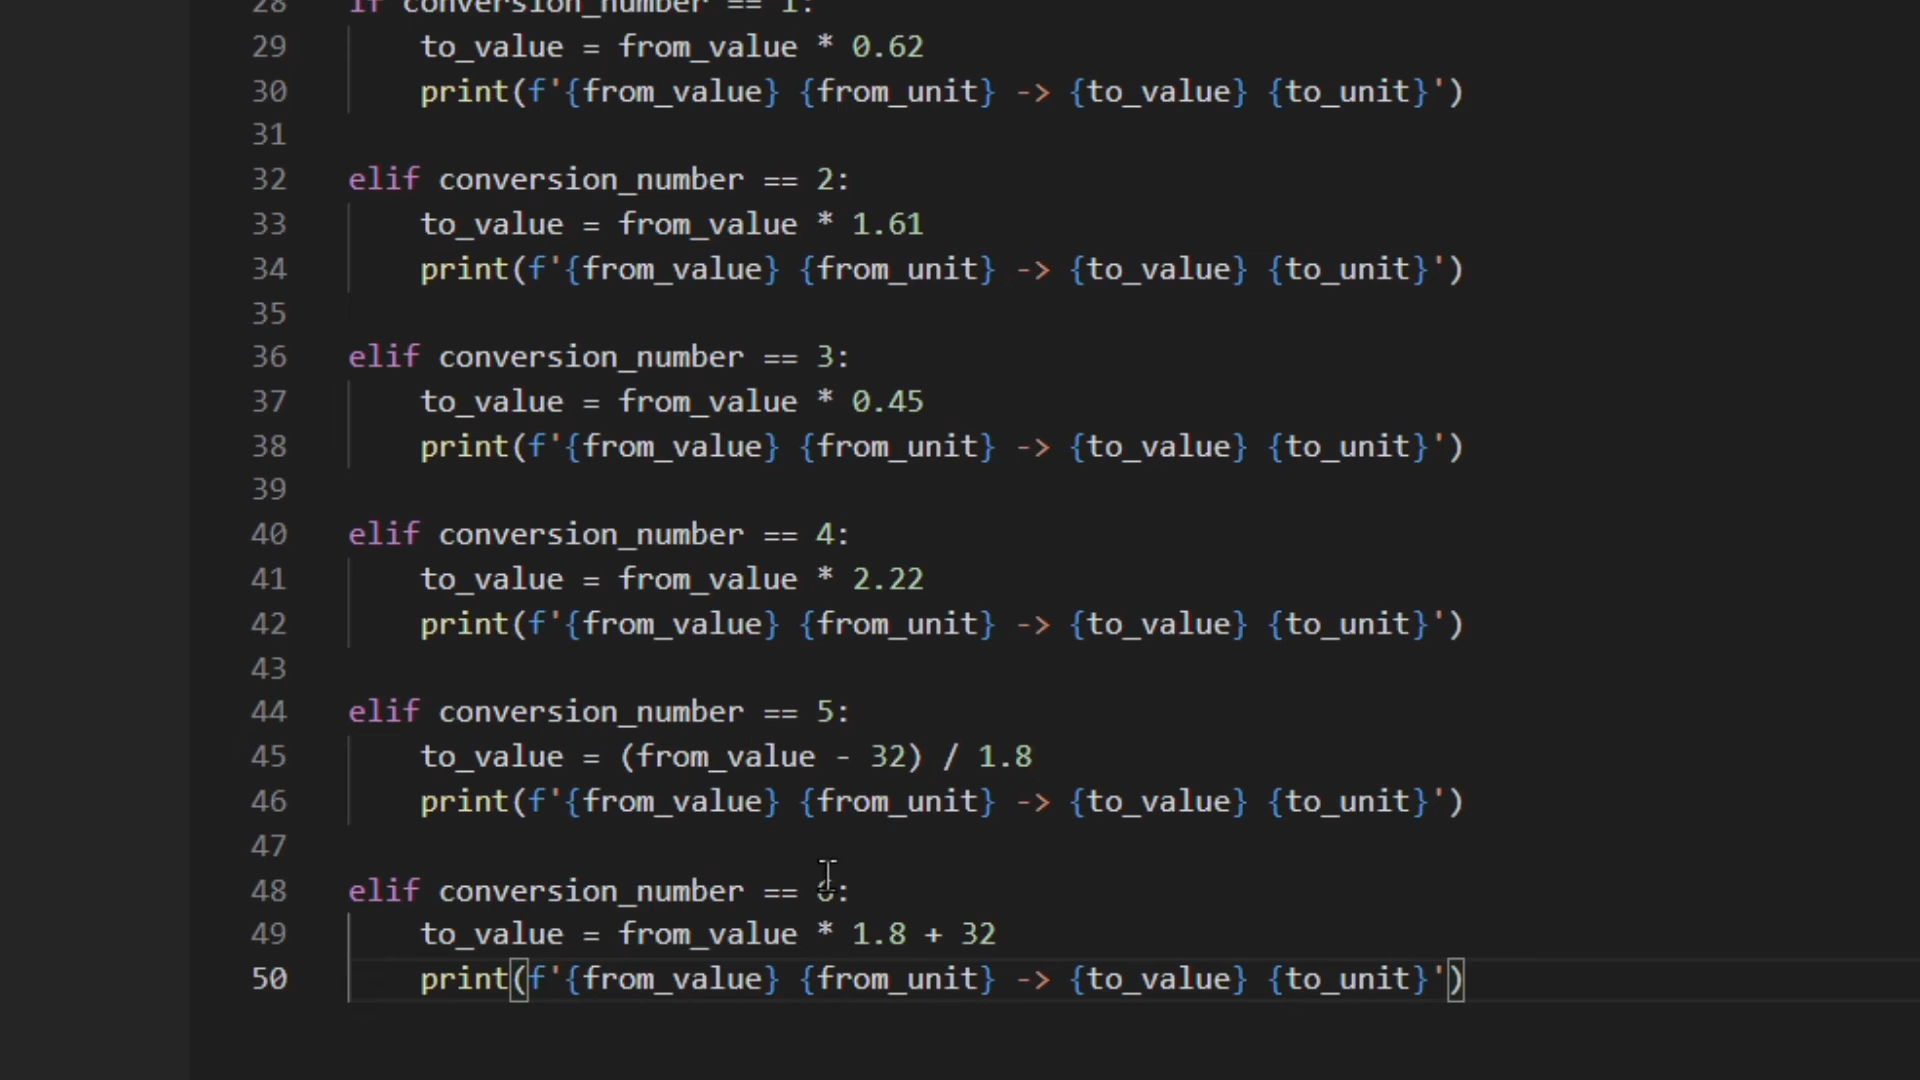 28 if conversion_number == 1:
29 to_value = from_value * 0.62
30 print(f'{from_value} {from_unit} -> {to_value} {to_unit}')
31
32 elif conversion_number == 2:
33 to_value = from_value * 1.61
34 print(f'{from_value} {from_unit} -> {to_value} {to_unit}')
35
36 elif conversion_number == 3:
37 to_value = from_value * 0.45
38 print(f'{from_value} {from_unit} -> {to_value} {to_unit}')
39
40 elif conversion_number == 4:
41 to_value = from_value * 2.22
42 print(f'{from_value} {from_unit} -> {to_value} {to_unit}')
43
44 elif conversion_number == 5:
45 to_value = (from_value - 32) / 1.8
46 print(f'{from_value} {from_unit} -> {to_value} {to_unit}')
47
48 elif conversion_number == :
49 to_value = from_value * 1.8 + 32
50 print(f'{from_value} {from_unit} -> {to_value} {to_unit}')